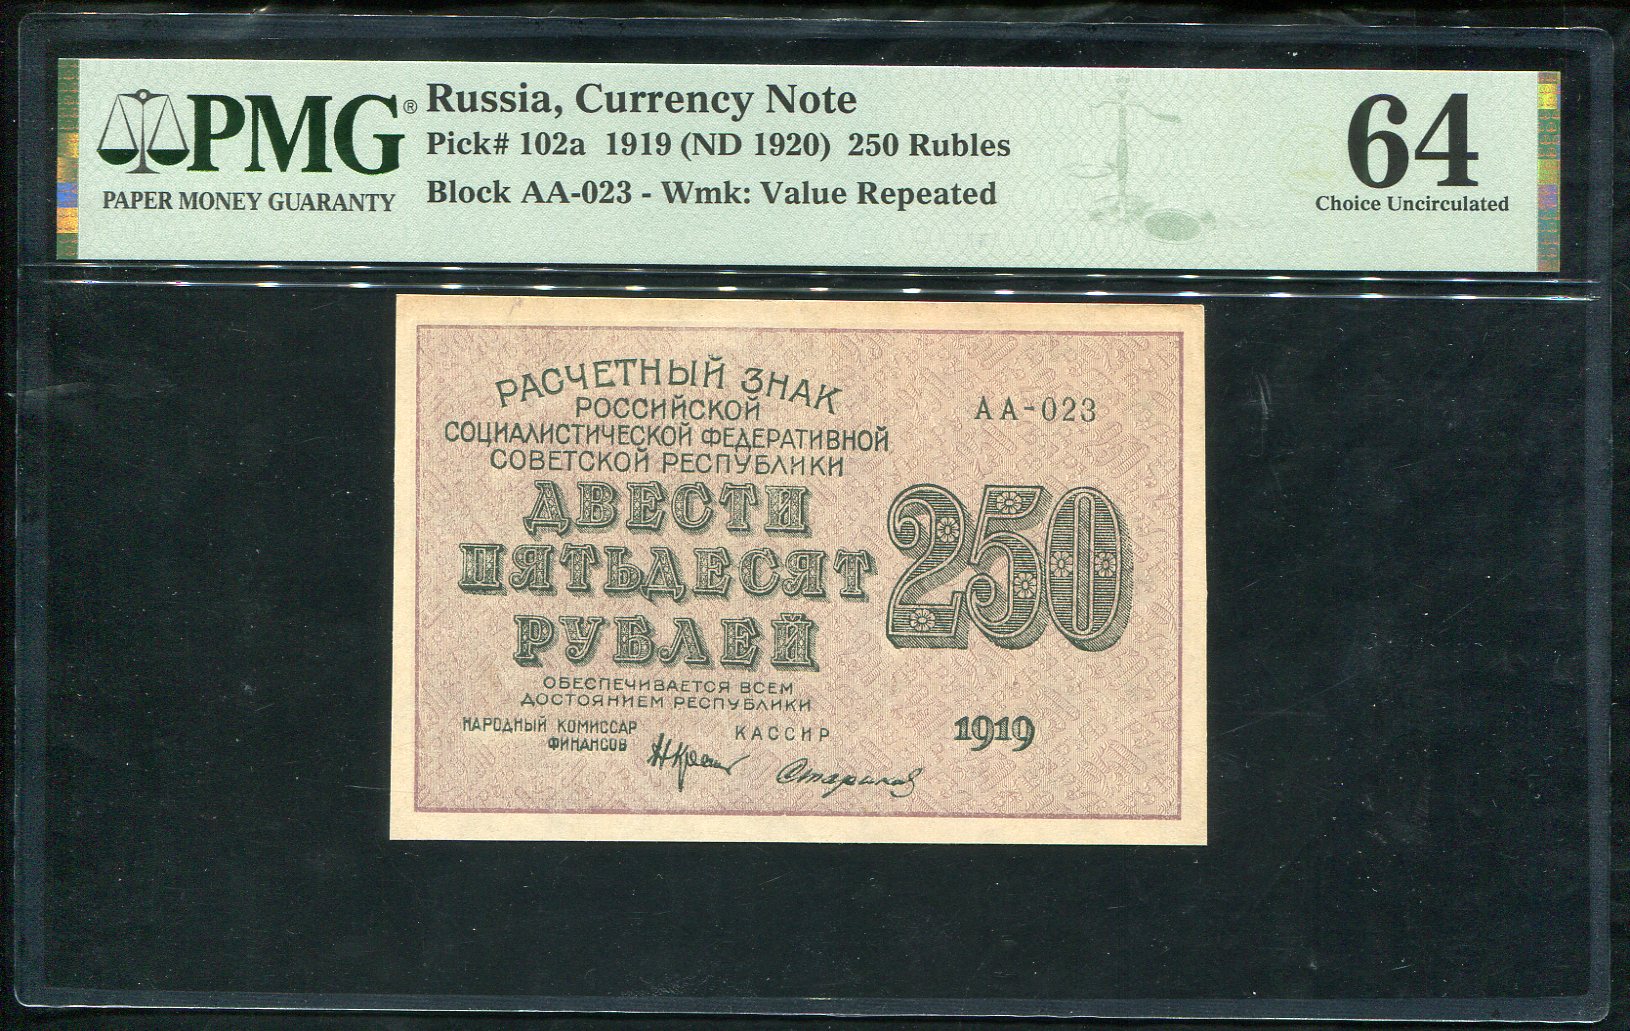 PMG®
PAPER MONEY GUARANTY
Russia, Currency Note
Pick# 102a 1919 (ND 1920) 250 Rubles
Block AA-023 - Wmk: Value Repeated
64
Choice Uncirculated
РАСЧЕТНЫЙ ЗНАК
РОССИЙСКОЙ
СОЦИАЛИСТИЧЕСКОЙ ФЕДЕРАТИВНОЙ
СОВЕТСКОЙ РЕСПУБЛИКИ
АА-023
ДВЕСТИ
ПЯТЬДЕСЯТ
РУБЛЕЙ
250
ОБЕСПЕЧИВАЕТСЯ ВСЕМ
ДОСТОЯНИЕМ РЕСПУБЛИКИ
НАРОДНЫЙ КОМИССАР
ФИНАНСОВ
КАССИР
1919